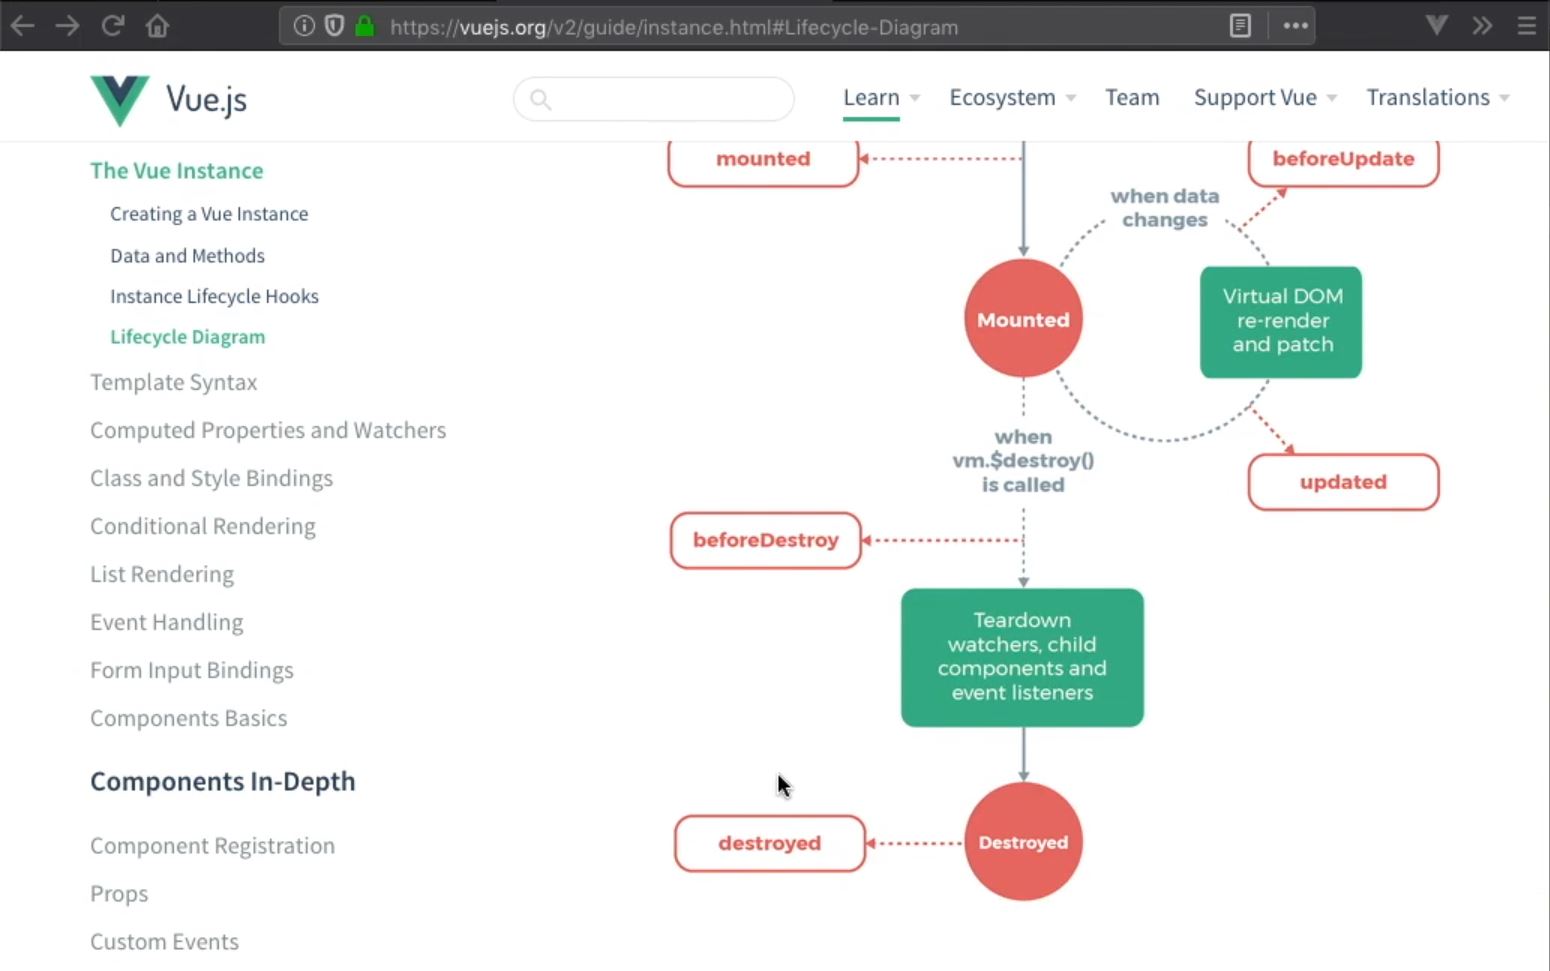 https://vuejs.org/v2/guide/instance.html#Lifecycle-Diagram
Vue.js
Learn
Ecosystem
Team
Support Vue
Translations
The Vue Instance
Creating a Vue Instance
Data and Methods
Instance Lifecycle Hooks
Lifecycle Diagram
Template Syntax
Computed Properties and Watchers
Class and Style Bindings
Conditional Rendering
List Rendering
Event Handling
Form Input Bindings
Components Basics
Components In-Depth
Component Registration
Props
Custom Events
mounted
beforeUpdate
when data
changes
Mounted
Virtual DOM
re-render
and patch
when
vm.$destroy()
is called
updated
beforeDestroy
Teardown
watchers, child
components and
event listeners
destroyed
Destroyed